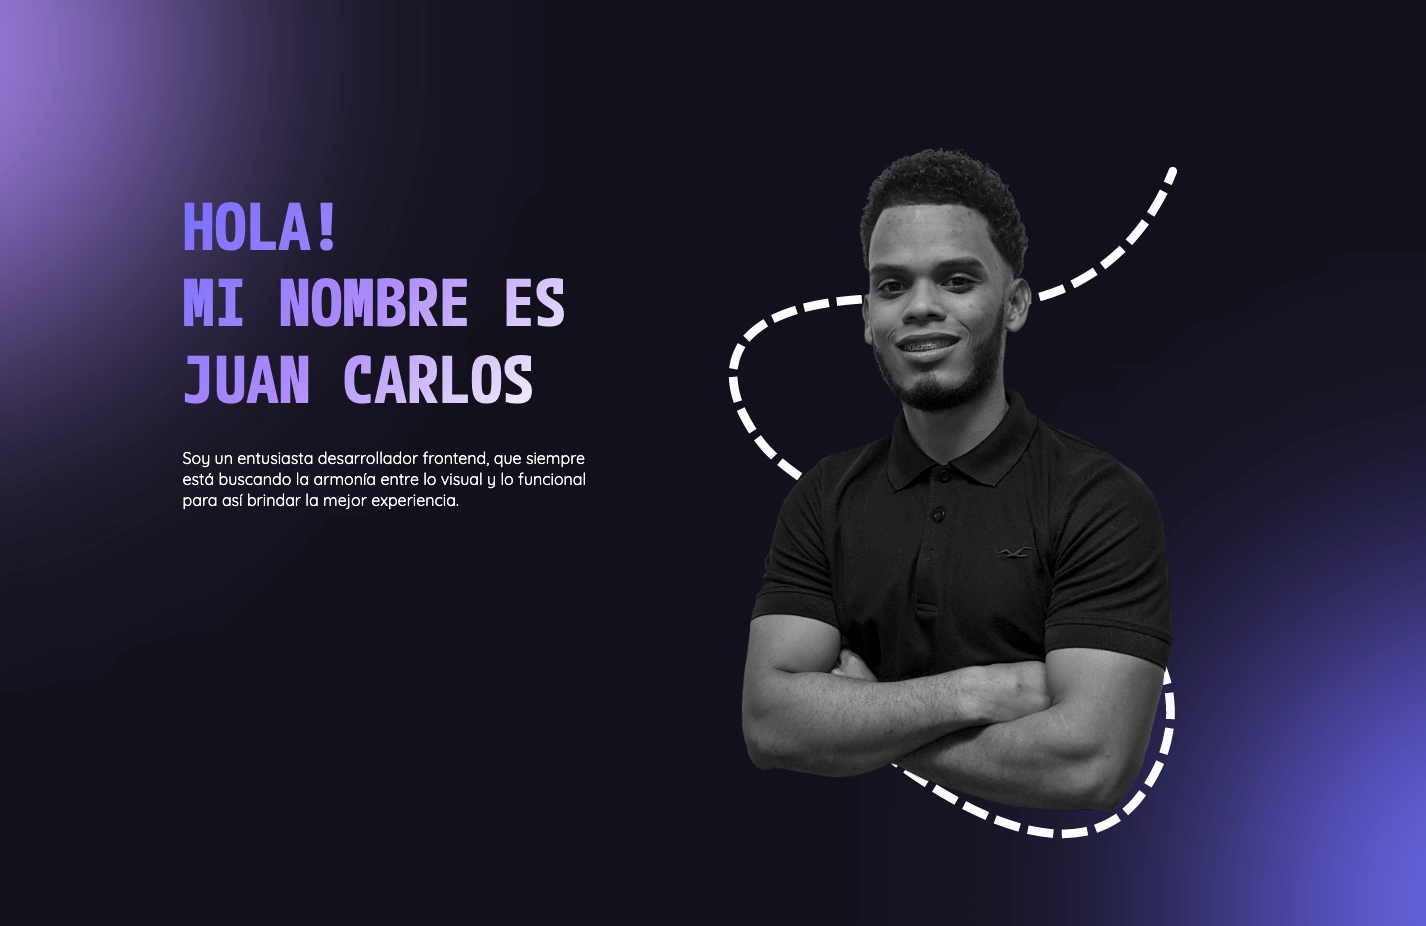 HOLA!
MI NOMBRE ES
JUAN CARLOS
Soy un entusiasta desarrollador frontend, que siempre
está buscando la armonía entre lo visual y lo funcional
para así brindar la mejor experiencia.